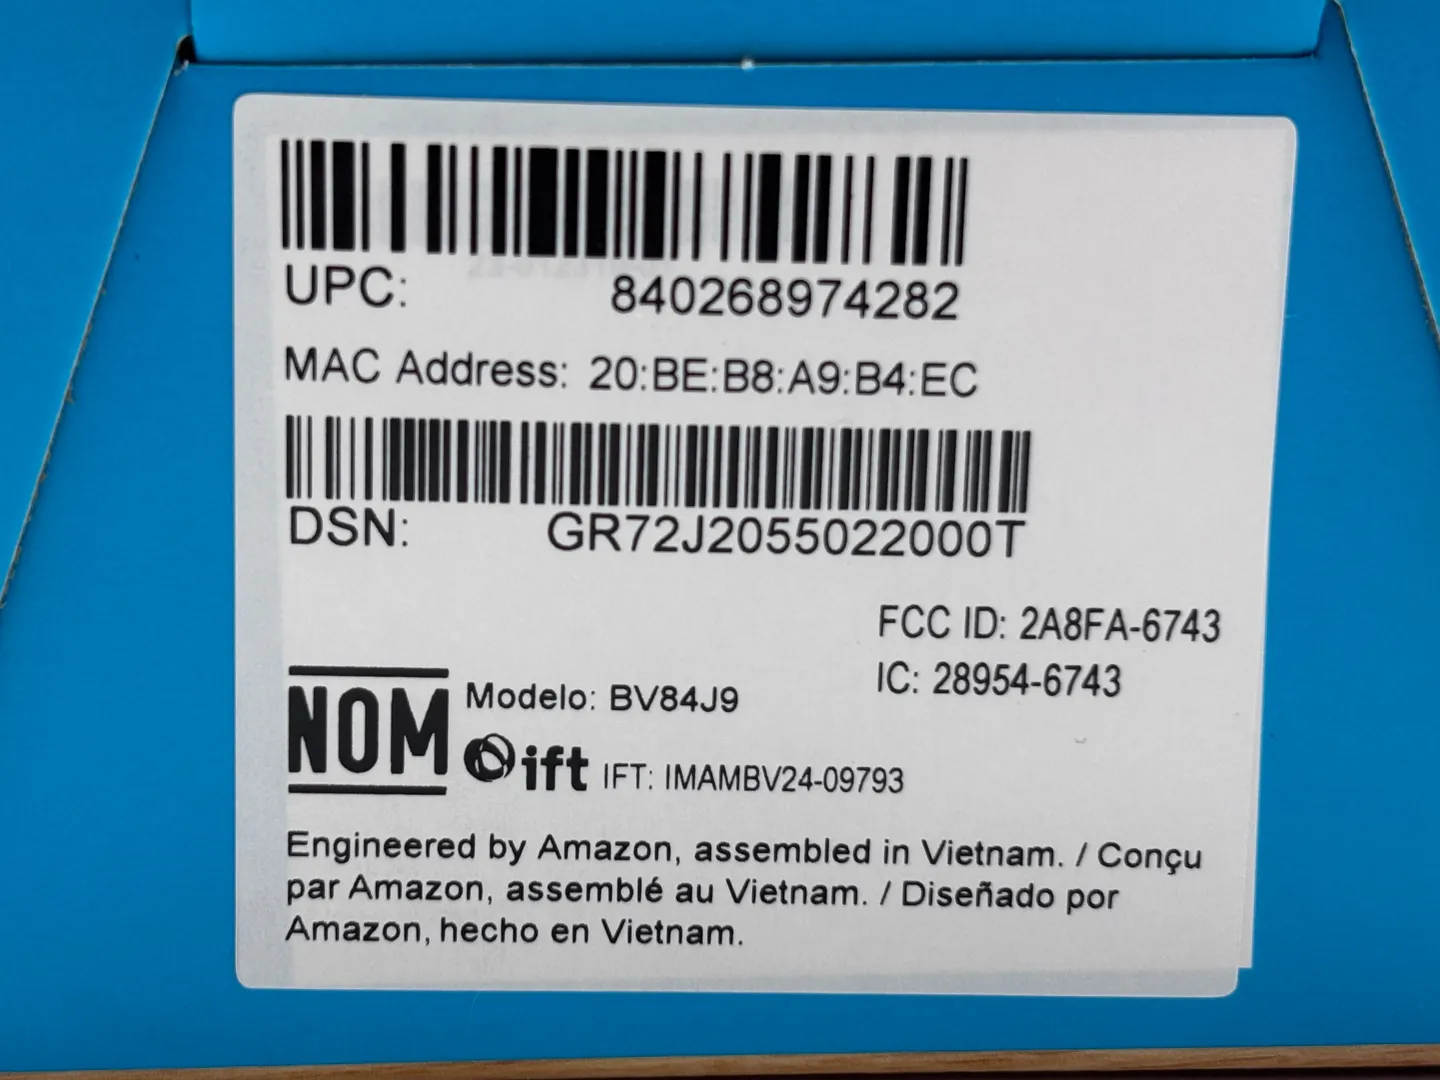 UPC: 840268974282
MAC Address: 20:BE:B8:A9:B4:EC
DSN: GR72J2055022000T
FCC ID: 2A8FA-6743
IC: 28954-6743
NOM
Modelo: BV84J9
ift IFT: IMAMBV24-09793
Engineered by Amazon, assembled in Vietnam. / Conçu
par Amazon, assemblé au Vietnam. / Diseñado por
Amazon, hecho en Vietnam.